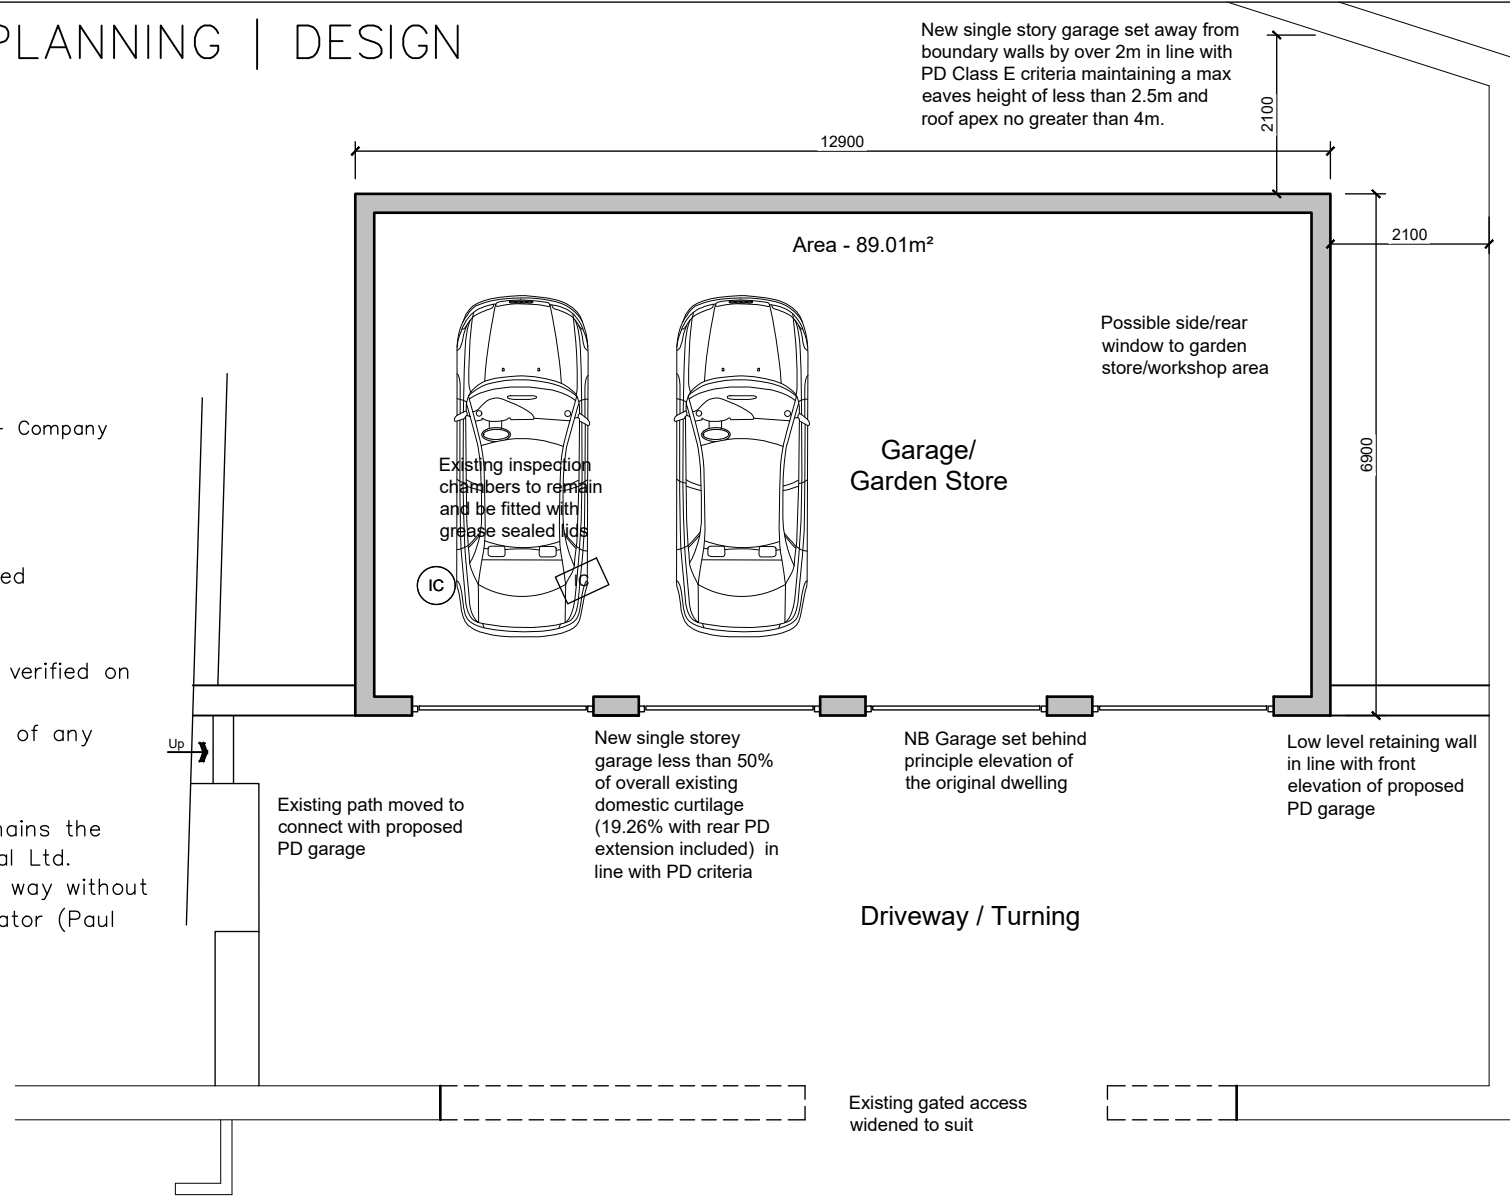 PLANNING | DESIGN
New single story garage set away from
boundary walls by over 2m in line with
PD Class E criteria maintaining a max
eaves height of less than 2.5m and
roof apex no greater than 4m.
2100
12900
2100
Area - 89.01m²
Possible side/rear
window to garden
store/workshop area
- Company
Garage/
Garden Store
6900
Existing inspection
chambers to remain
and be fitted with
grease sealed lids
IC
IC
ed
verified on
of any
Up
New single storey
garage less than 50%
of overall existing
domestic curtilage
(19.26% with rear PD
extension included)  in
line with PD criteria
NB Garage set behind
principle elevation of
the original dwelling
Low level retaining wall
in line with front
elevation of proposed
PD garage
Existing path moved to
connect with proposed
PD garage
ains the
al Ltd.
way without
ator (Paul
Driveway / Turning
Existing gated access
widened to suit